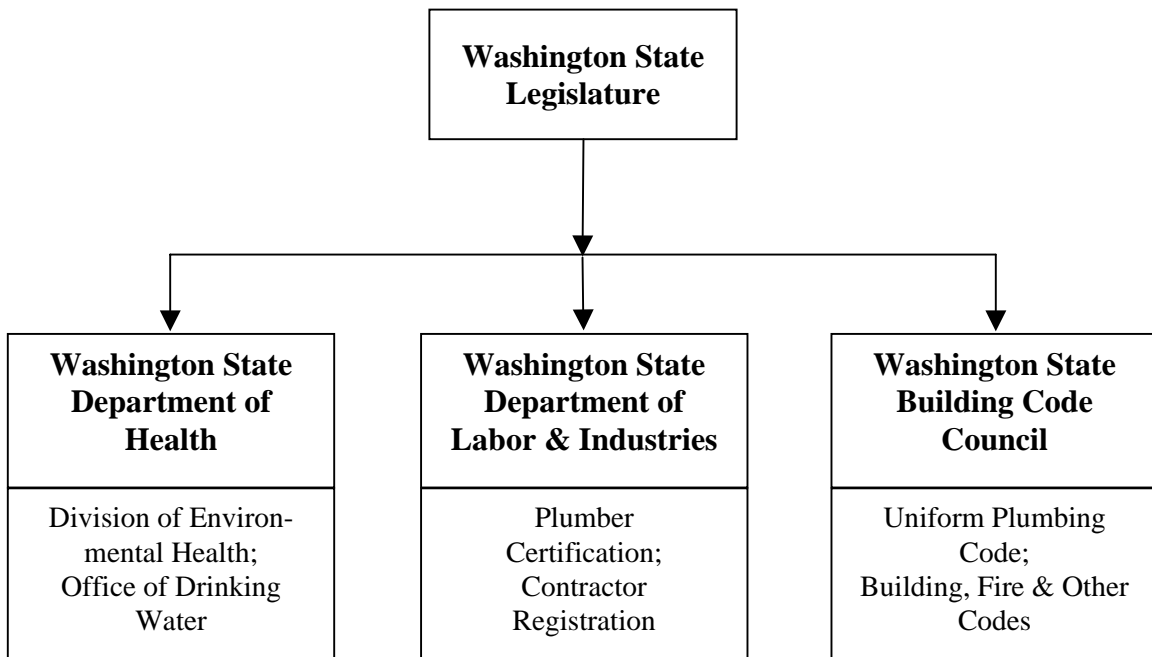 Washington State
Legislature
Washington State
Department of
Health
Division of Environ-
mental Health;
Office of Drinking
Water
Washington State
Department of
Labor & Industries
Plumber
Certification;
Contractor
Registration
Washington State
Building Code
Council
Uniform Plumbing
Code;
Building, Fire & Other
Codes